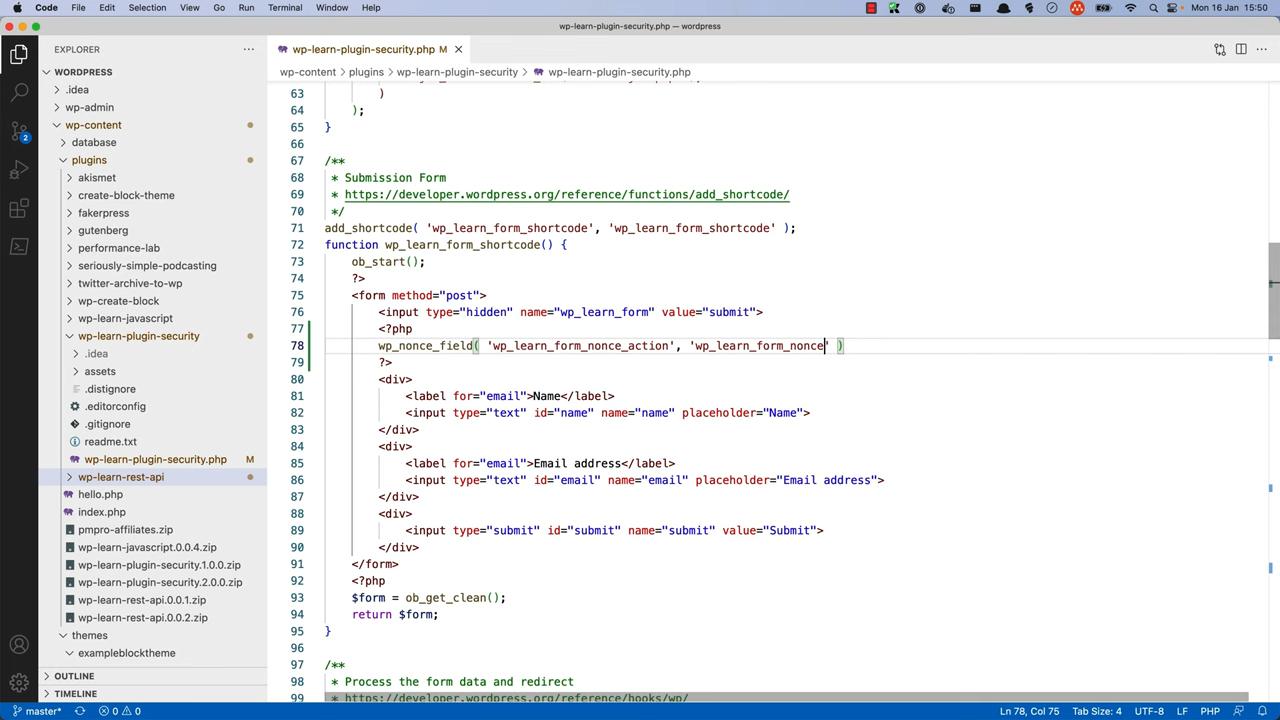 Code File Edit Selection View Go Run Terminal Window Help Mon 16 Jan 15:50
wp-learn-plugin-security.php — wordpress
EXPLORER ···
WORDPRESS
.idea
wp-admin
wp-content
database
plugins
akismet
create-block-theme
fakerpress
gutenberg
performance-lab
seriously-simple-podcasting
twitter-archive-to-wp
wp-create-block
wp-learn-javascript
wp-learn-plugin-security
.idea
assets
.distignore
.editorconfig
.gitignore
readme.txt
wp-learn-plugin-security.php M
wp-learn-rest-api
hello.php
index.php
pmpro-affiliates.zip
wp-learn-javascript.0.0.4.zip
wp-learn-plugin-security.1.0.0.zip
wp-learn-plugin-security.2.0.0.zip
wp-learn-rest-api.0.0.1.zip
wp-learn-rest-api.0.0.2.zip
themes
exampleblocktheme
OUTLINE
TIMELINE
2
wp-learn-plugin-security.php M
wp-content > plugins > wp-learn-plugin-security > wp-learn-plugin-security.php
63 )
64 );
65 }
66
67 /**
68 * Submission Form
69 * https://developer.wordpress.org/reference/functions/add_shortcode/
70 */
71 add_shortcode( 'wp_learn_form_shortcode', 'wp_learn_form_shortcode' );
72 function wp_learn_form_shortcode() {
73 ob_start();
74 ?>
75 <form method="post">
76 <input type="hidden" name="wp_learn_form" value="submit">
77 <?php
78 wp_nonce_field( 'wp_learn_form_nonce_action', 'wp_learn_form_nonce' )
79 ?>
80 <div>
81 <label for="email">Name</label>
82 <input type="text" id="name" name="name" placeholder="Name">
83 </div>
84 <div>
85 <label for="email">Email address</label>
86 <input type="text" id="email" name="email" placeholder="Email address">
87 </div>
88 <div>
89 <input type="submit" id="submit" name="submit" value="Submit">
90 </div>
91 </form>
92 <?php
93 $form = ob_get_clean();
94 return $form;
95 }
96
97 /**
98 * Process the form data and redirect
99 * https://developer.wordpress.org/reference/hooks/wp/
master* 0 0 Ln 78, Col 75 Tab Size: 4 UTF-8 LF PHP